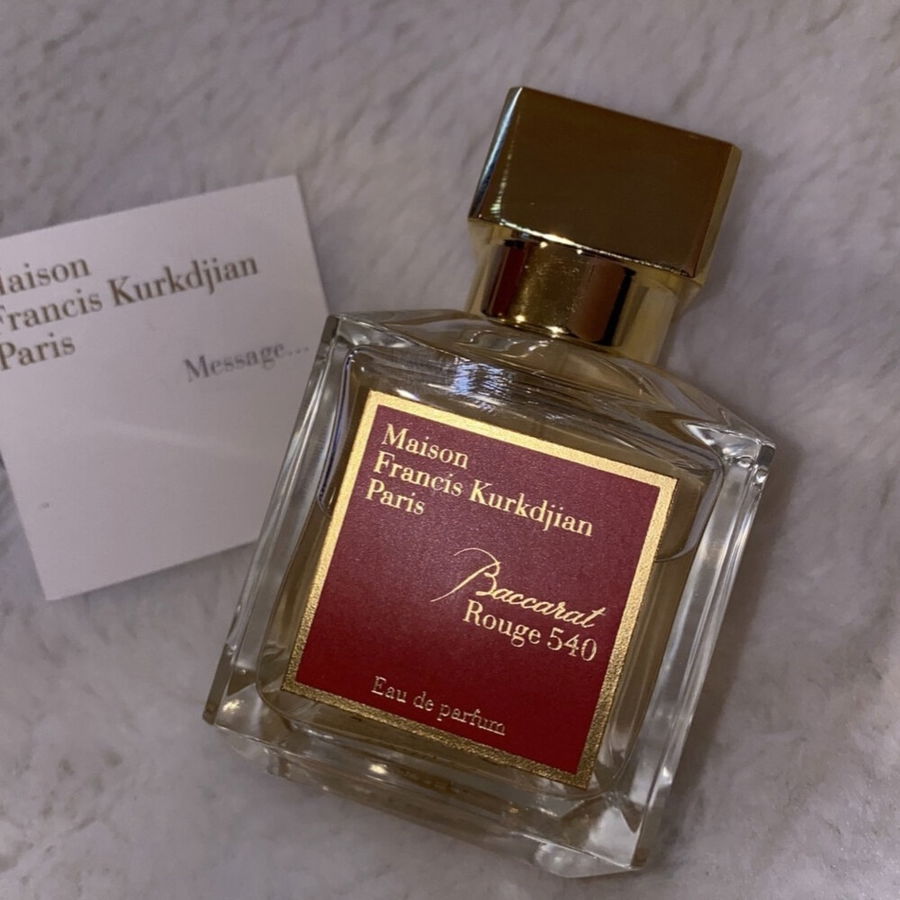 Maison
Francis Kurkdjian
Paris
Message...
Maison
Francis Kurkdjian
Paris
Baccarat
Rouge 540
Eau de parfum